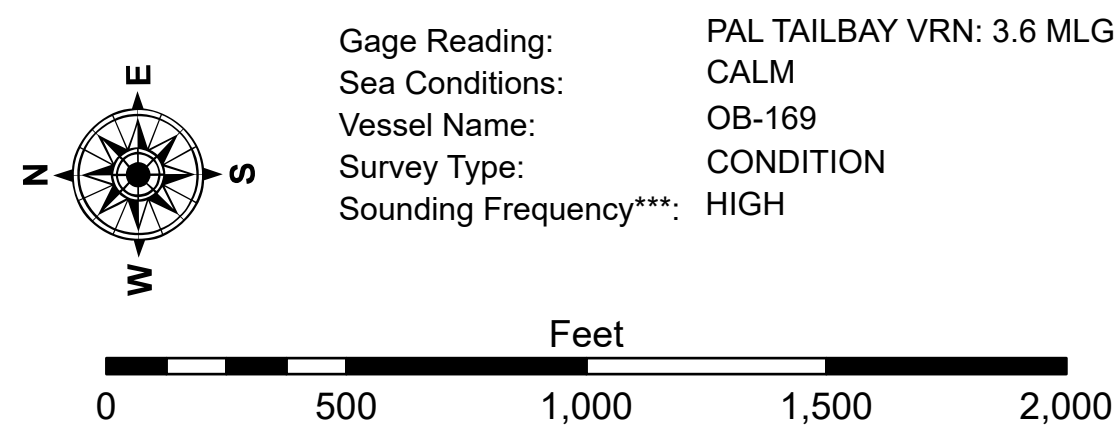 E
N
S
W
Gage Reading: PAL TAILBAY VRN: 3.6 MLG
Sea Conditions: CALM
Vessel Name: OB-169
Survey Type: CONDITION
Sounding Frequency***: HIGH
Feet
0 500 1,000 1,500 2,000